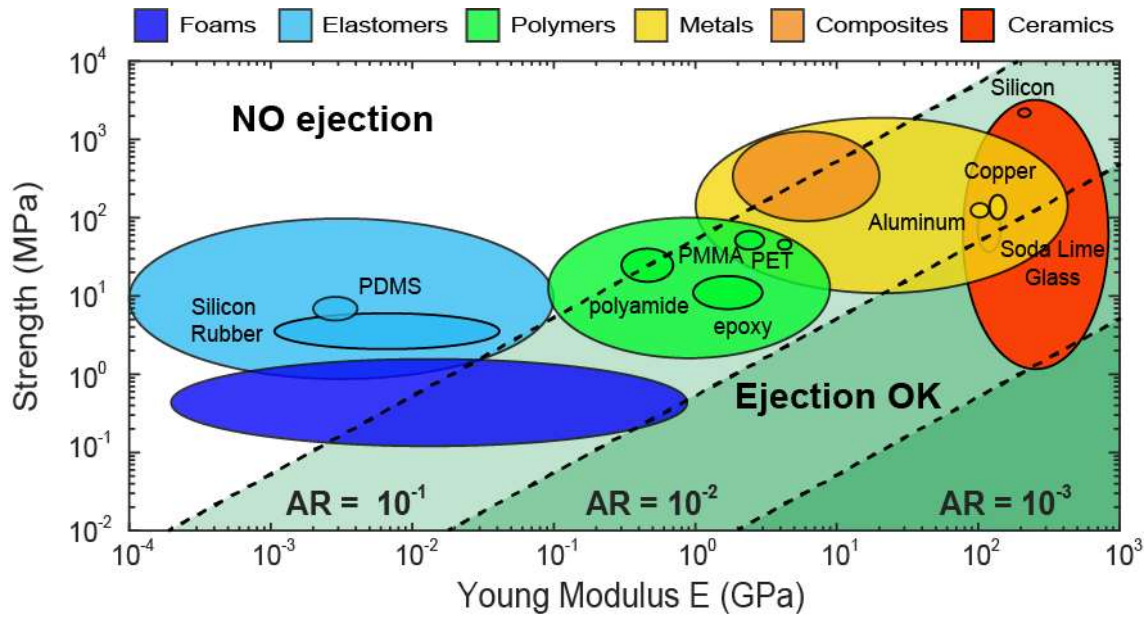 Foams Elastomers Polymers Metals Composites Ceramics
10^4
10^3
10^2
10^1
10^0
10^-1
10^-2
Strength (MPa)
NO ejection
Silicon
Copper
Aluminum
Soda Lime
Glass
PMMA PET
polyamide
epoxy
PDMS
Silicon
Rubber
Ejection OK
AR = 10^-1 AR = 10^-2 AR = 10^-3
10^-4 10^-3 10^-2 10^-1 10^0 10^1 10^2 10^3
Young Modulus E (GPa)